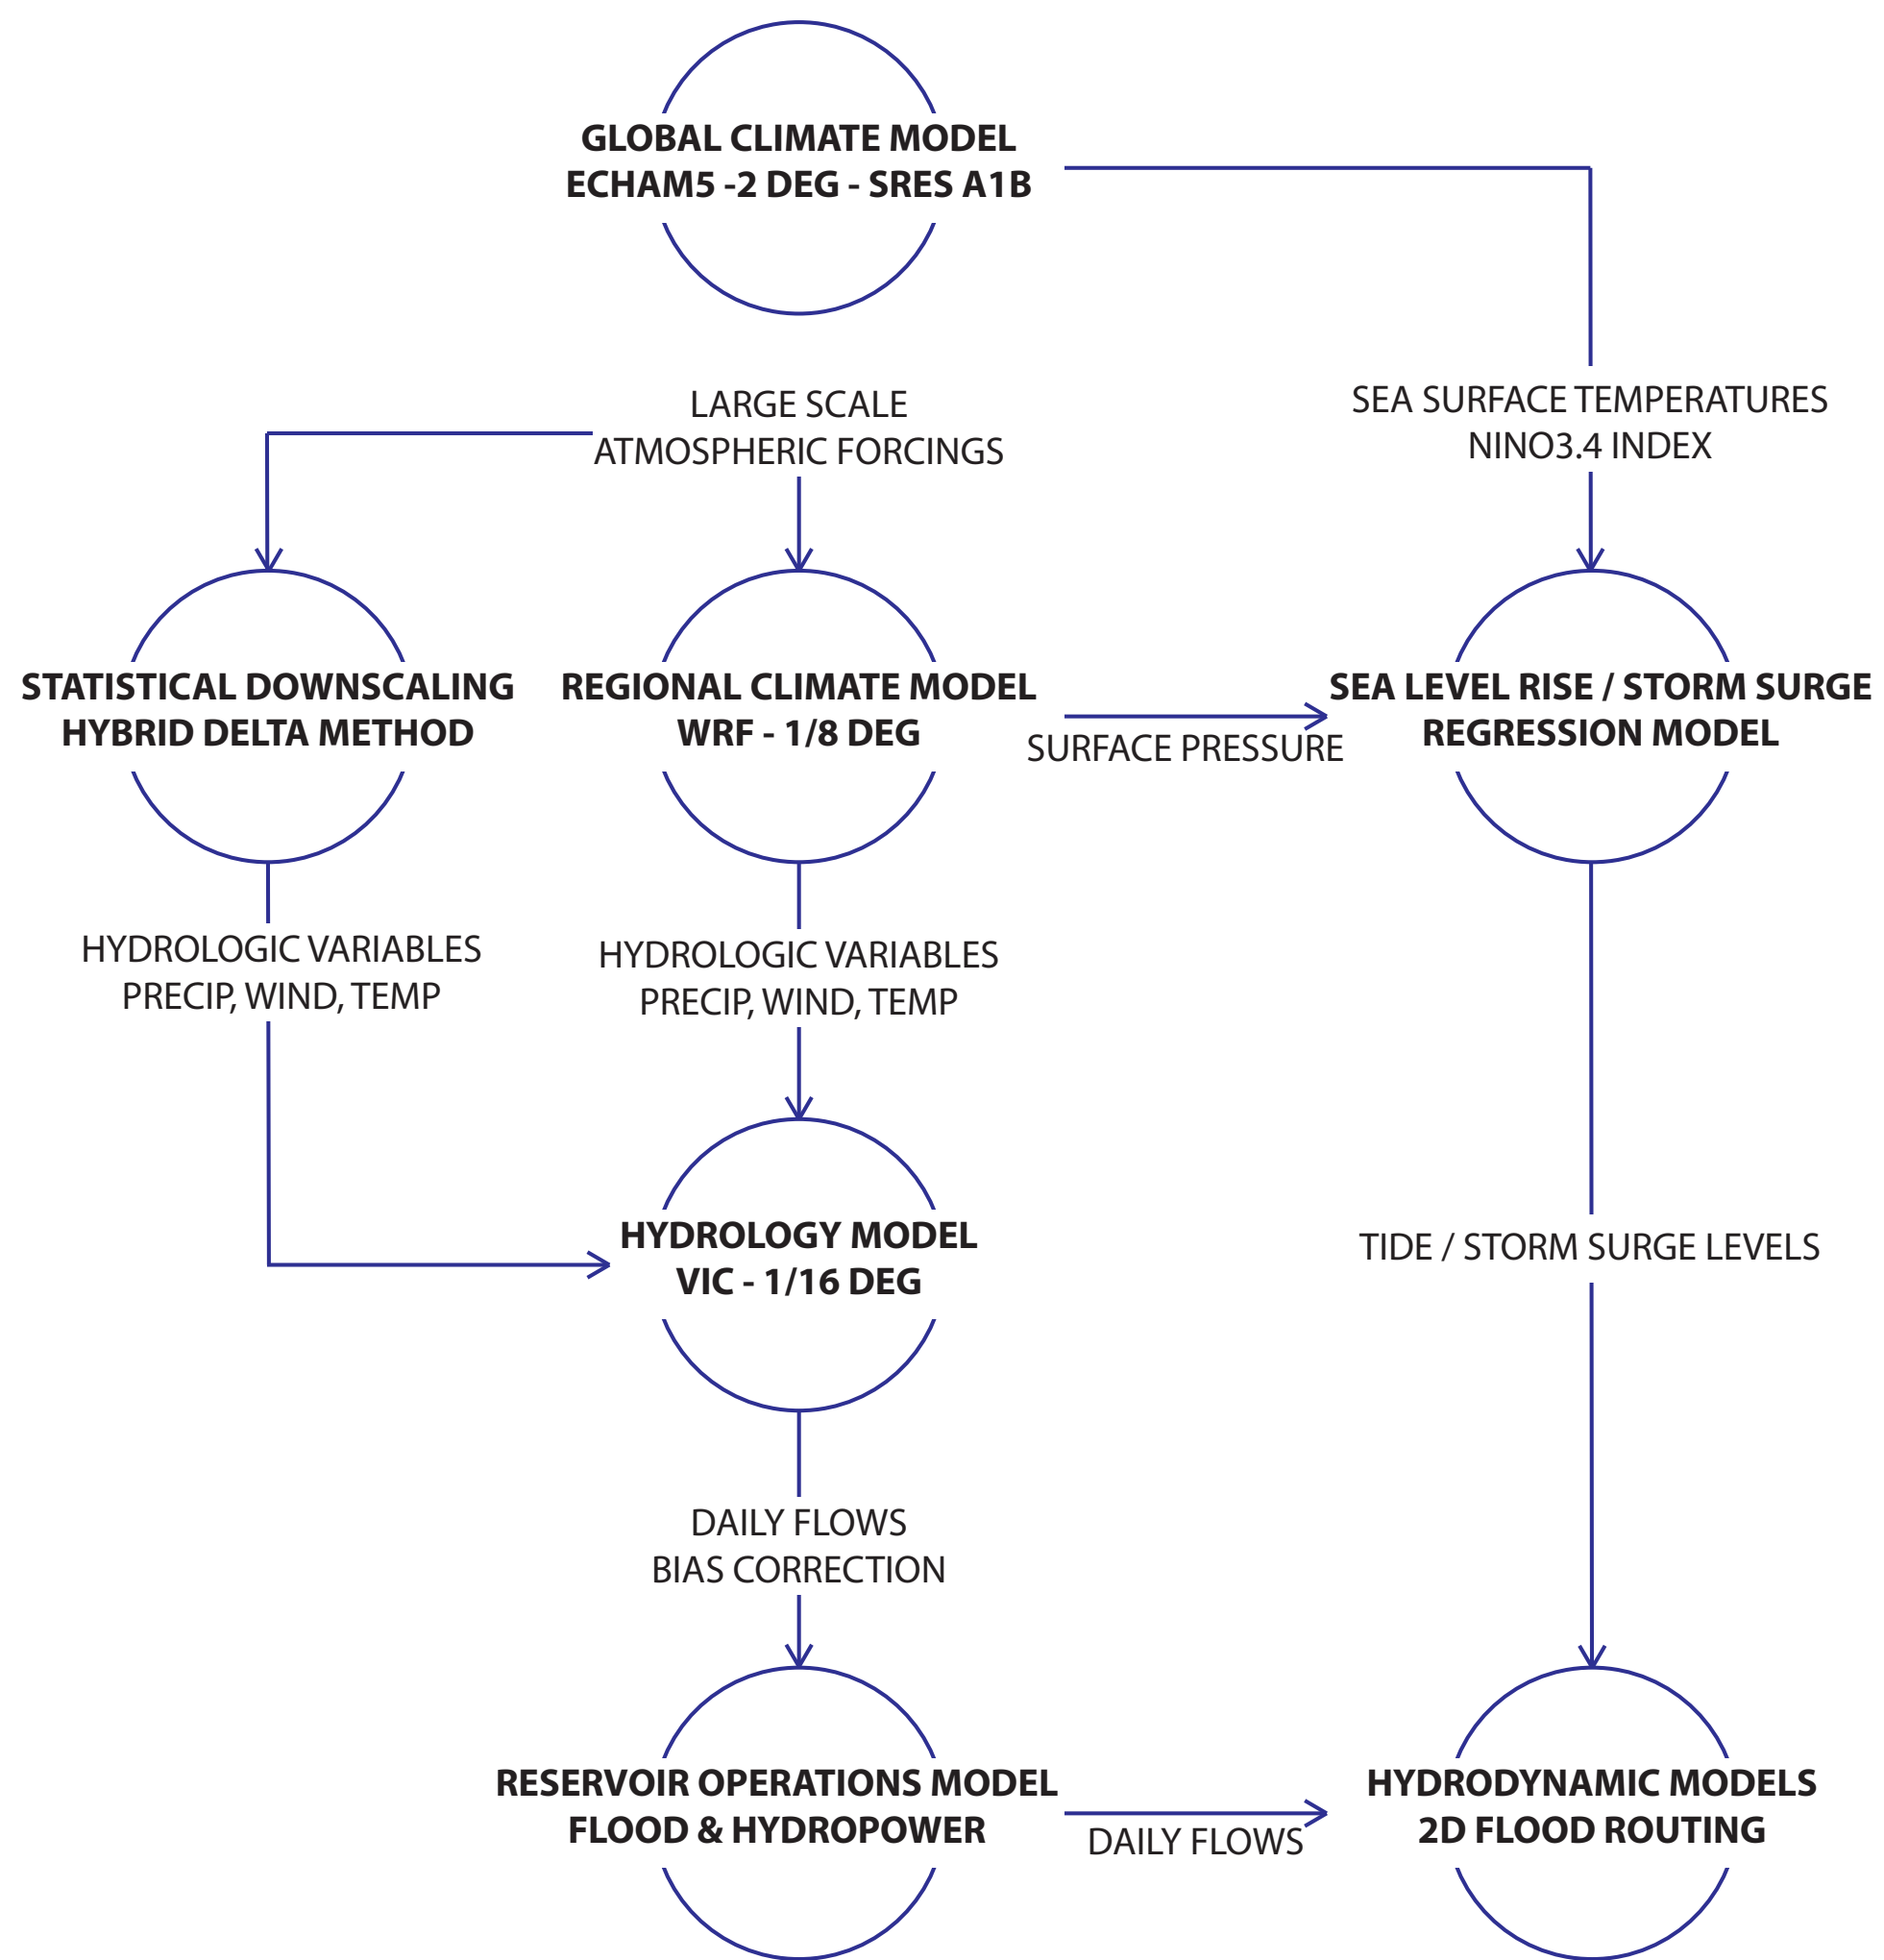 GLOBAL CLIMATE MODEL
ECHAM5 -2 DEG - SRES A1B
LARGE SCALE
ATMOSPHERIC FORCINGS
SEA SURFACE TEMPERATURES
NINO3.4 INDEX
STATISTICAL DOWNSCALING
HYBRID DELTA METHOD
REGIONAL CLIMATE MODEL
WRF - 1/8 DEG
SURFACE PRESSURE
SEA LEVEL RISE / STORM SURGE
REGRESSION MODEL
HYDROLOGIC VARIABLES
PRECIP, WIND, TEMP
HYDROLOGIC VARIABLES
PRECIP, WIND, TEMP
HYDROLOGY MODEL
VIC - 1/16 DEG
TIDE / STORM SURGE LEVELS
DAILY FLOWS
BIAS CORRECTION
RESERVOIR OPERATIONS MODEL
FLOOD & HYDROPOWER
DAILY FLOWS
HYDRODYNAMIC MODELS
2D FLOOD ROUTING